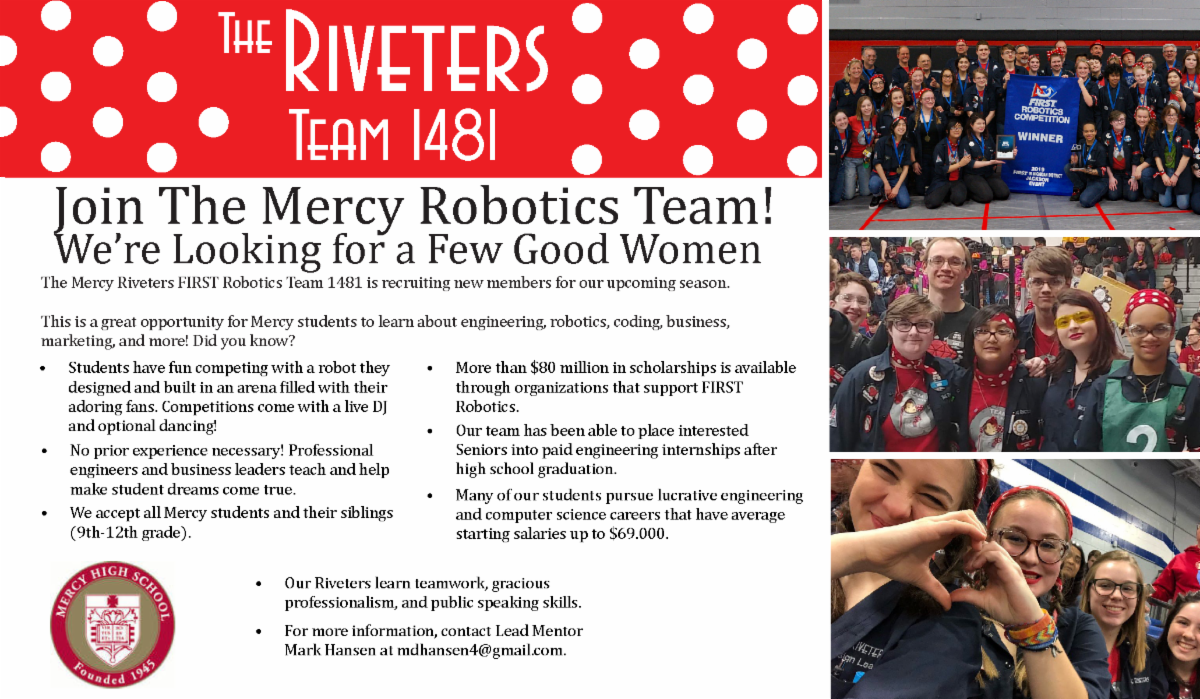 THE RIVETERS
TEAM 1481
Join The Mercy Robotics Team!
We're Looking for a Few Good Women
The Mercy Riveters FIRST Robotics Team 1481 is recruiting new members for our upcoming season.
This is a great opportunity for Mercy students to learn about engineering, robotics, coding, business,
marketing, and more! Did you know?
• Students have fun competing with a robot they
designed and built in an arena filled with their
adoring fans. Competitions come with a live DJ
and optional dancing!
• No prior experience necessary! Professional
engineers and business leaders teach and help
make student dreams come true.
• We accept all Mercy students and their siblings
(9th-12th grade).
• More than $80 million in scholarships is available
through organizations that support FIRST
Robotics.
• Our team has been able to place interested
Seniors into paid engineering internships after
high school graduation.
• Many of our students pursue lucrative engineering
and computer science careers that have average
starting salaries up to $69.000.
• Our Riveters learn teamwork, gracious
professionalism, and public speaking skills.
• For more information, contact Lead Mentor
Mark Hansen at mdhansen4@gmail.com.
MERCY HIGH SCHOOL
Founded 1945
FIRST
ROBOTICS
COMPETITION
WINNER
2019
JACKSON
EVENT
2
RIVETERS